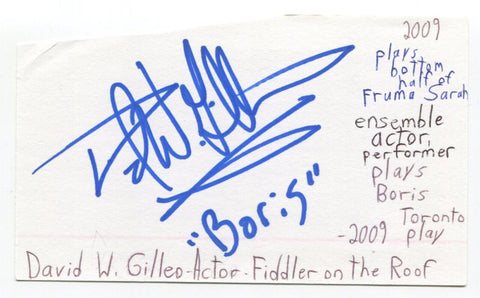 2009
plays
bottom
half of
Fruma Sarah
ensemble
actor,
performer
plays
Boris
Toronto
-2009 play
"Boris"
David W. Gilleo-Actor-Fiddler on the Roof